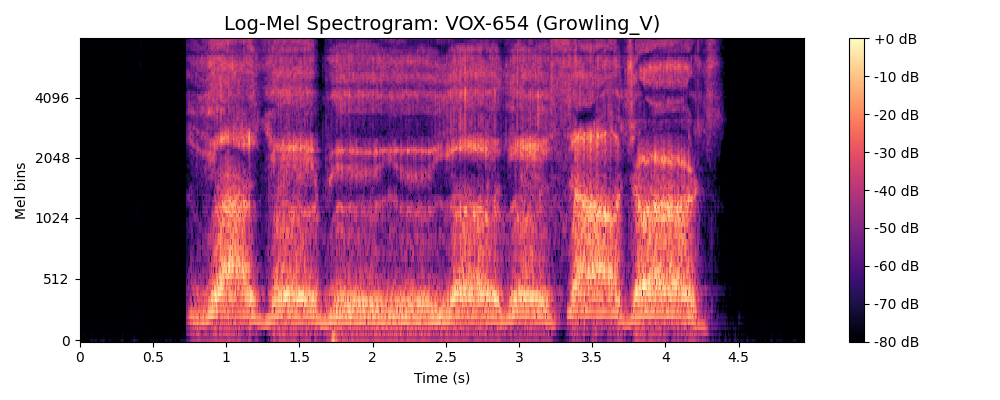 Log-Mel Spectrogram: VOX-654 (Growling_V)
Mel bins
4096
2048
1024
512
0
0 0.5 1 1.5 2 2.5 3 3.5 4 4.5
Time (s)
+0 dB
-10 dB
-20 dB
-30 dB
-40 dB
-50 dB
-60 dB
-70 dB
-80 dB